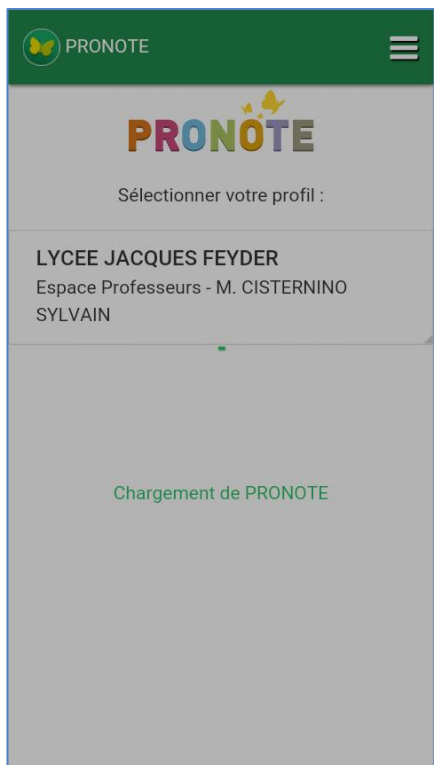 PRONOTE
PRONOTE
Sélectionner votre profil :
LYCEE JACQUES FEYDER
Espace Professeurs - M. CISTERNINO
SYLVAIN
Chargement de PRONOTE